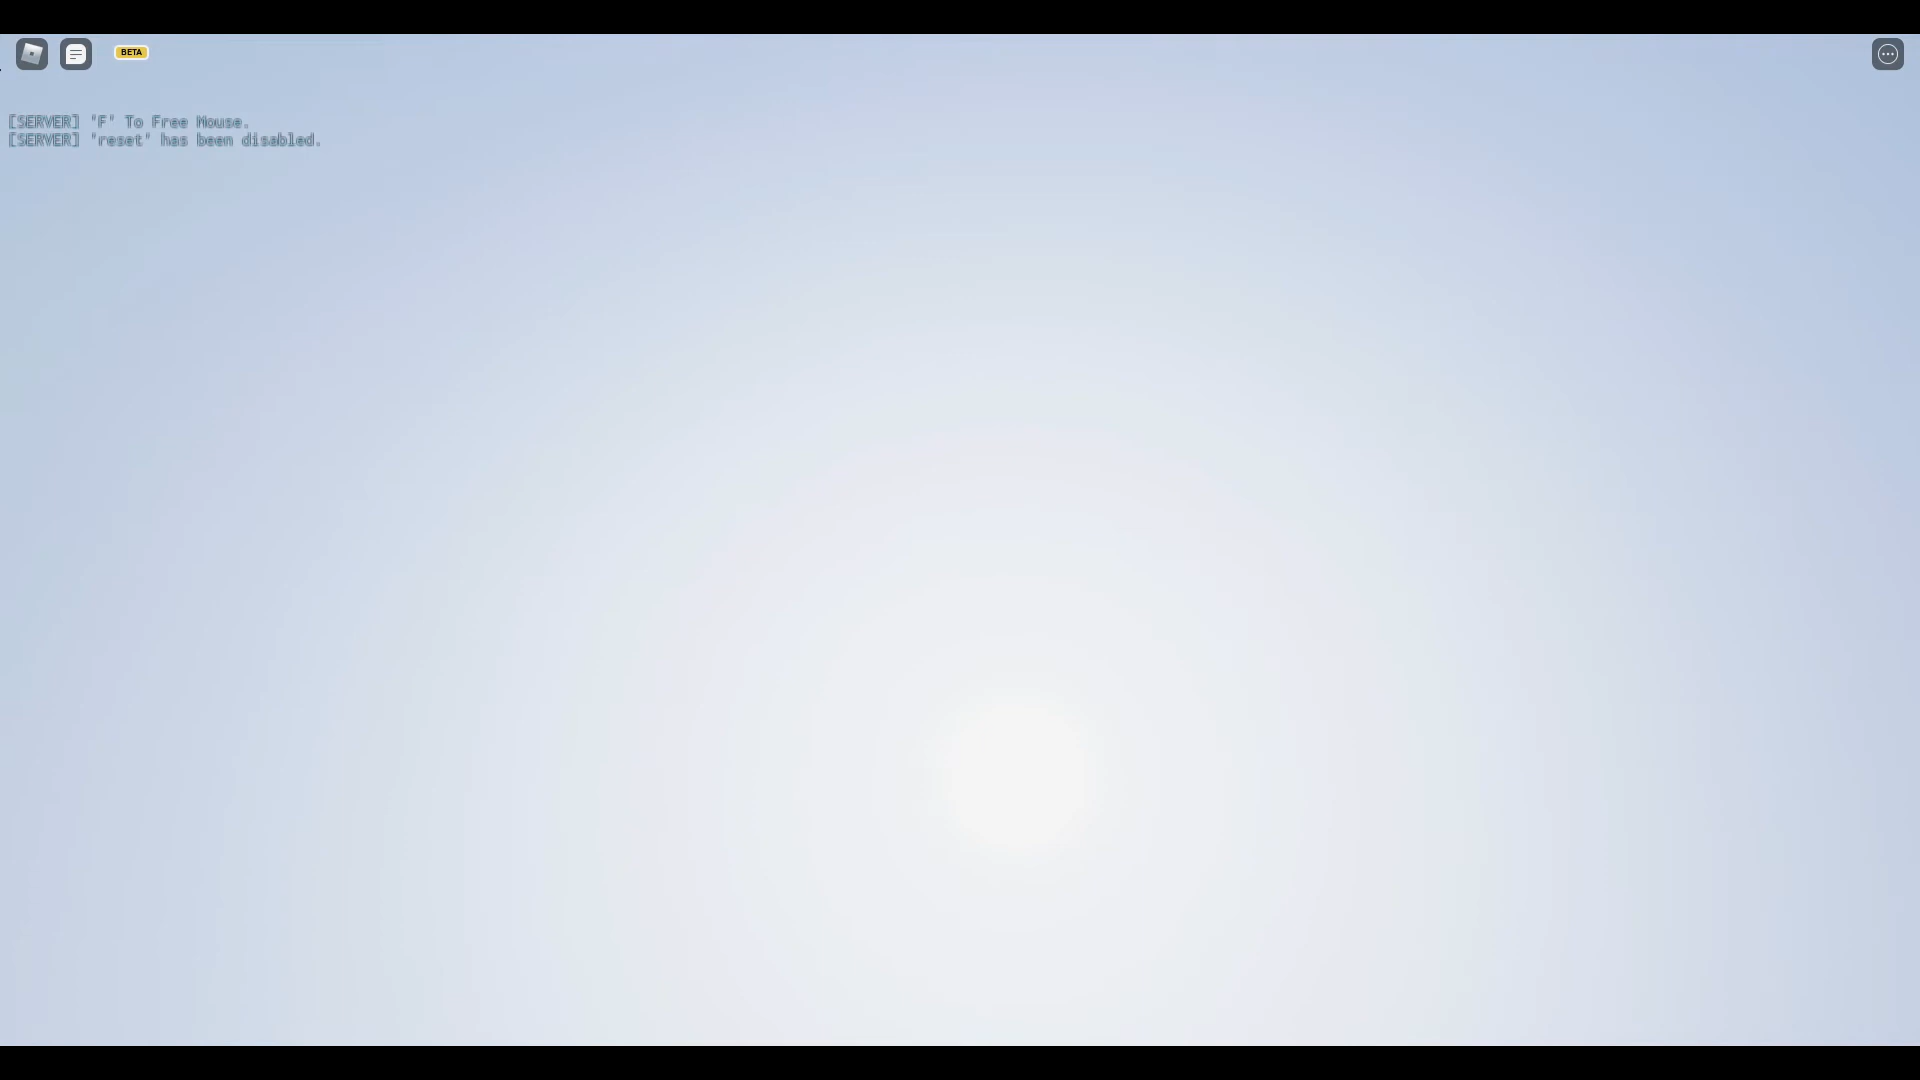 BETA
[SERVER] 'F' To Free Mouse.
[SERVER] 'reset' has been disabled.